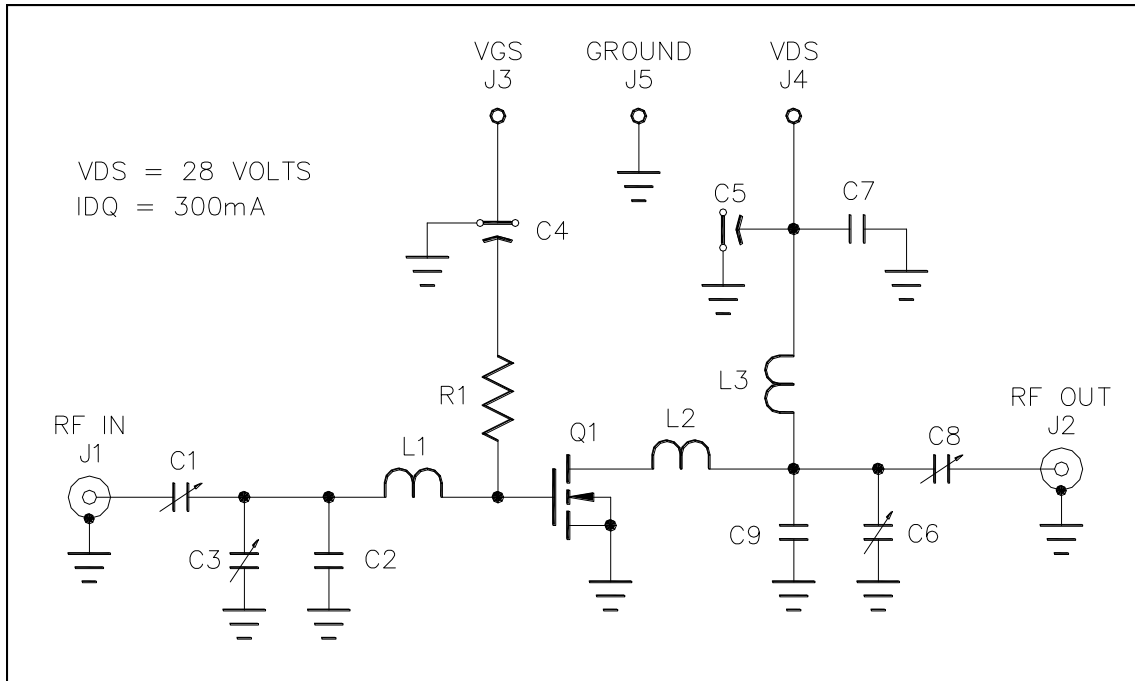 VGS
J3
GROUND
J5
VDS
J4
VDS = 28 VOLTS
IDQ = 300mA
C4
C5
C7
R1
L3
RF IN
J1
C1
L1
Q1
L2
C8
RF OUT
J2
C3
C2
C9
C6